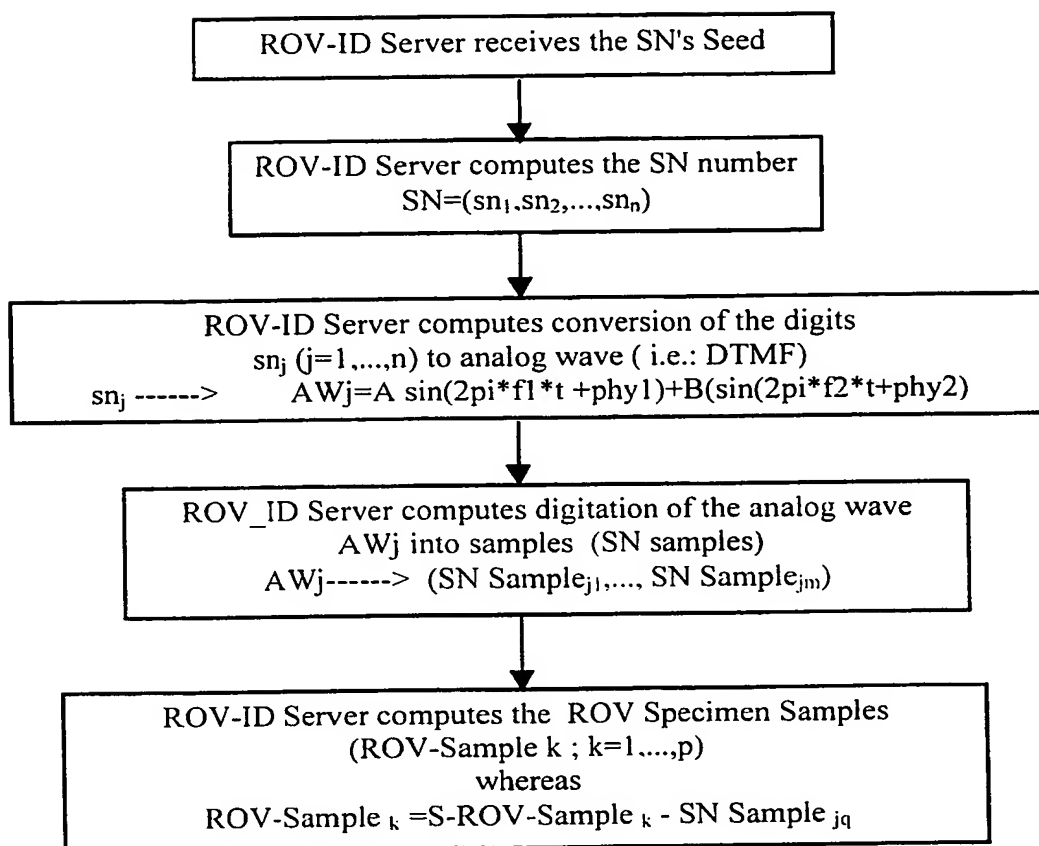 ROV-ID Server receives the SN's Seed
ROV-ID Server computes the SN number
SN=(sn1,sn2,...,snn)
ROV-ID Server computes conversion of the digits
snj (j=1,...,n) to analog wave ( i.e.: DTMF)
snj ------> AWj=A sin(2pi*f1*t +phy1)+B(sin(2pi*f2*t+phy2)
ROV_ID Server computes digitation of the analog wave
AWj into samples (SN samples)
AWj------> (SN Samplej1,..., SN Samplejm)
ROV-ID Server computes the ROV Specimen Samples
(ROV-Sample k ; k=1,...,p)
whereas
ROV-Sample k =S-ROV-Sample k - SN Sample jq